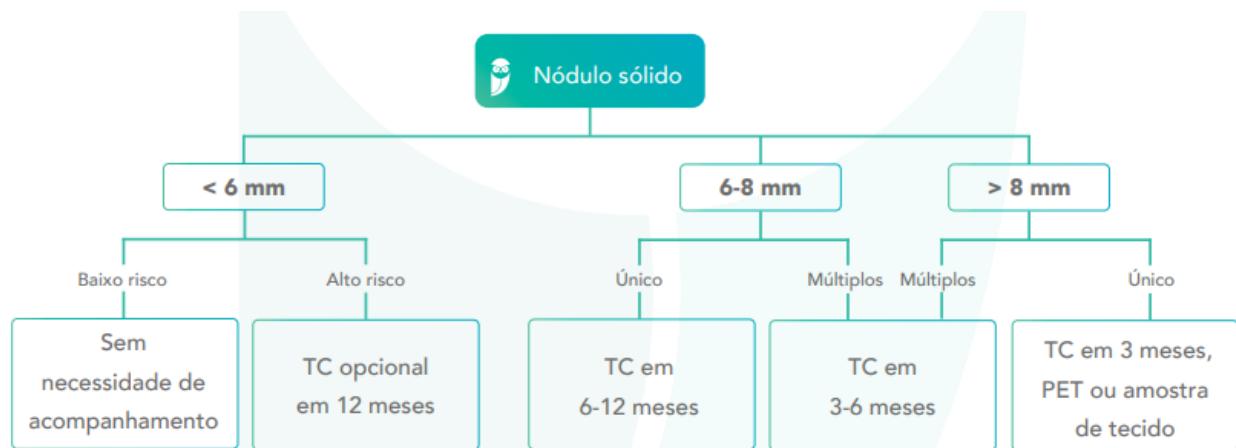 Nódulo sólido
< 6 mm
6-8 mm
> 8 mm
Baixo risco
Alto risco
Único
Múltiplos
Múltiplos
Único
Sem
necessidade de
acompanhamento
TC opcional
em 12 meses
TC em
6-12 meses
TC em
3-6 meses
TC em 3 meses,
PET ou amostra
de tecido